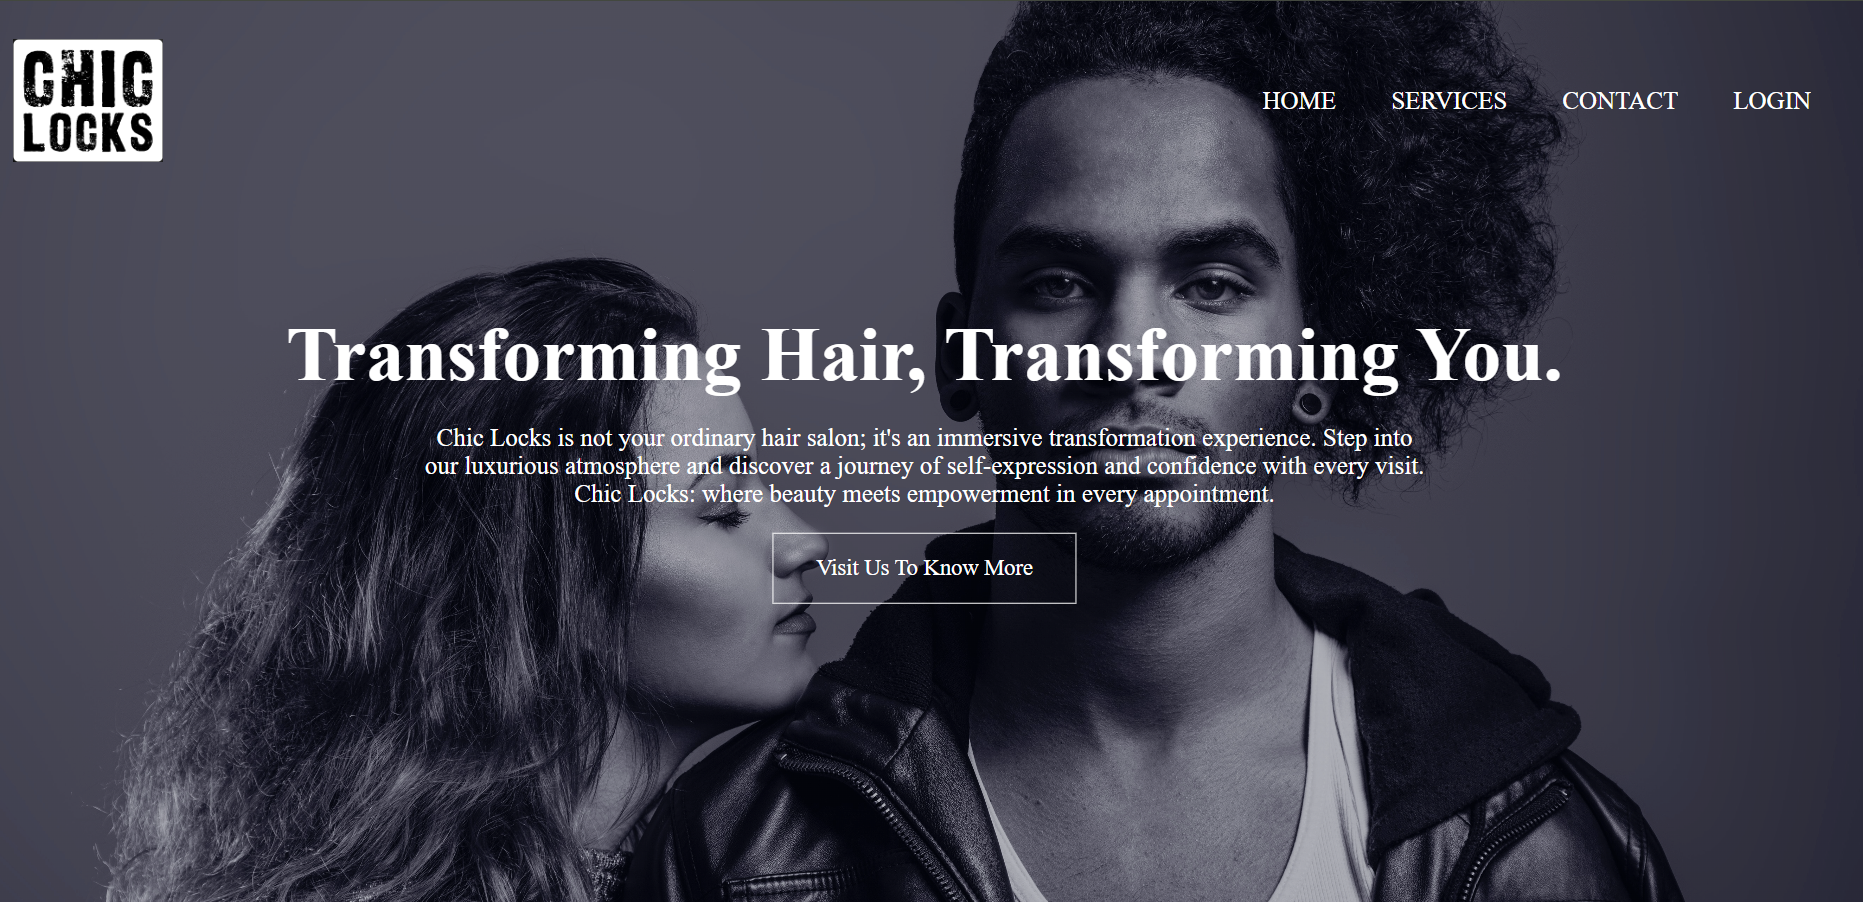 CHIC
LOCKS
HOME SERVICES CONTACT LOGIN
Transforming Hair, Transforming You.
Chic Locks is not your ordinary hair salon; it's an immersive transformation experience. Step into
our luxurious atmosphere and discover a journey of self-expression and confidence with every visit.
Chic Locks: where beauty meets empowerment in every appointment.
Visit Us To Know More